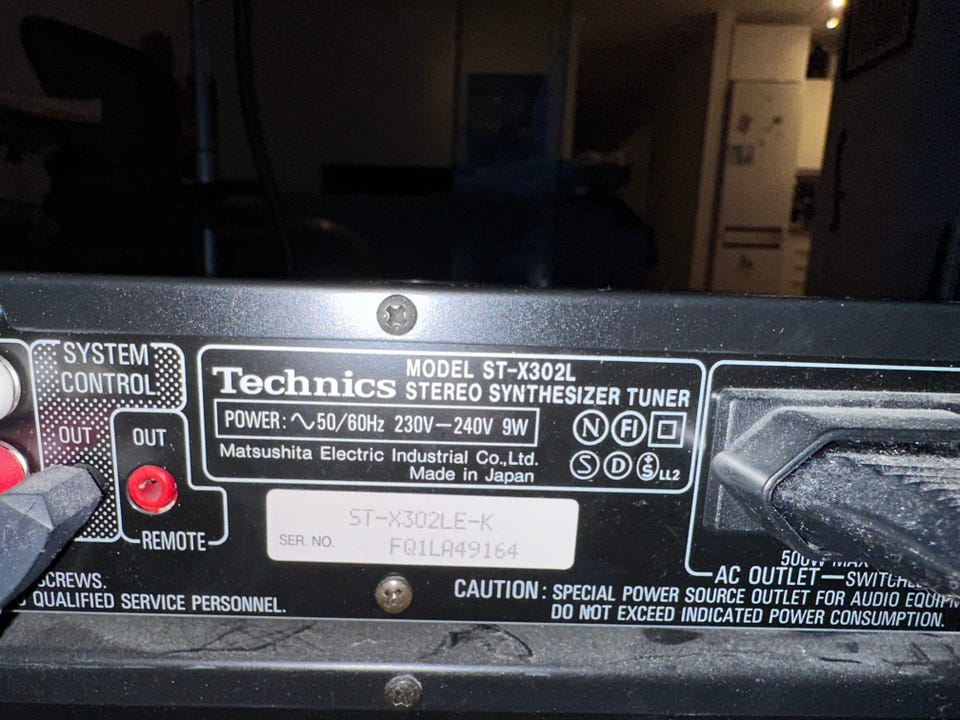 SYSTEM
CONTROL
OUT
OUT
REMOTE
Technics
MODEL ST-X302L
STEREO SYNTHESIZER TUNER
POWER: ∿50/60Hz 230V—240V 9W
Matsushita Electric Industrial Co.,Ltd.
Made in Japan
N FI
S D +S LL2
ST-X302LE-K
SER. NO. FQ1LA49164
500W MAX
AC OUTLET—SWITCHED
SCREWS.
QUALIFIED SERVICE PERSONNEL.
CAUTION: SPECIAL POWER SOURCE OUTLET FOR AUDIO
DO NOT EXCEED INDICATED POWER CONSUMPTION.